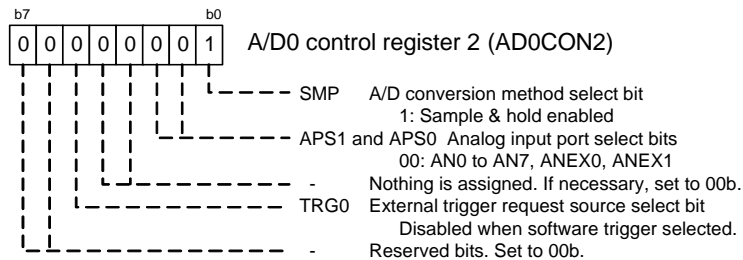 b7 b0
0 0 0 0 0 0 0 1 A/D0 control register 2 (AD0CON2)
SMP A/D conversion method select bit
1: Sample & hold enabled
APS1 and APS0 Analog input port select bits
00: AN0 to AN7, ANEX0, ANEX1
- Nothing is assigned. If necessary, set to 00b.
TRG0 External trigger request source select bit
Disabled when software trigger selected.
- Reserved bits. Set to 00b.